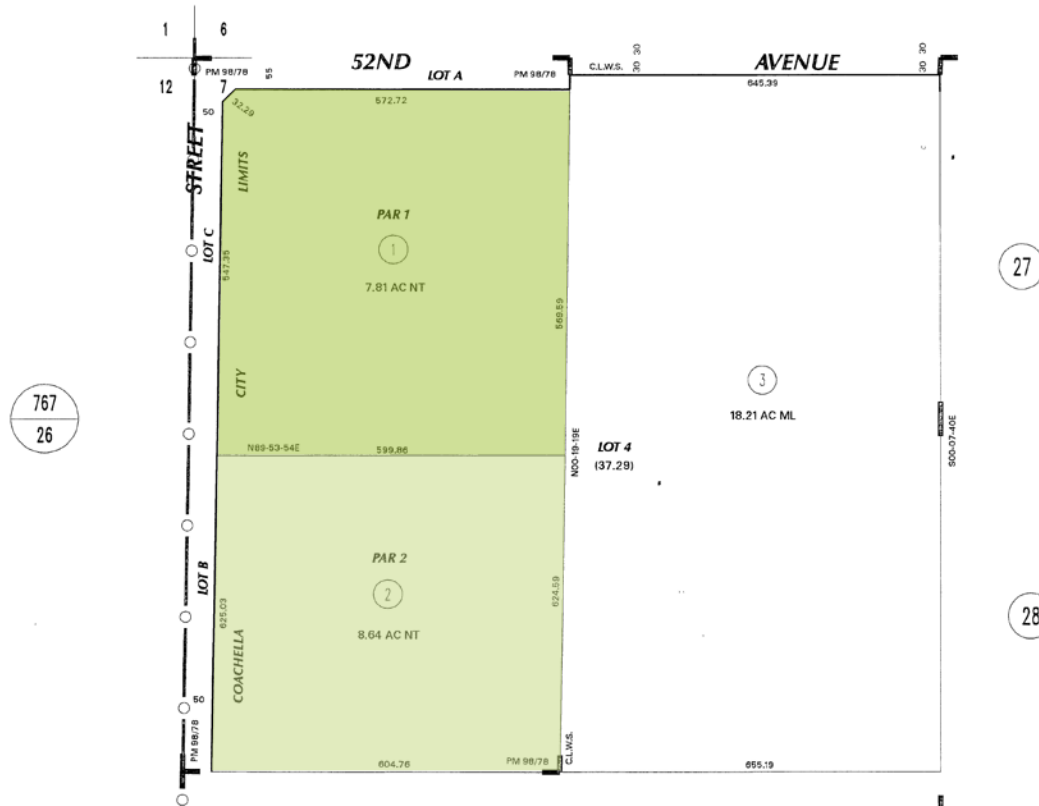 1
6
52ND
AVENUE
PM 98/78
55
LOT A
PM 98/78
C.L.W.S.
30 30
30 30
12
7
50
32.29
572.72
645.39
STREET
LIMITS
LOT C
PAR 1
1
7.81 AC NT
547.35
569.59
27
3
18.21 AC ML
767
26
CITY
N89-53-54E
599.86
N00-19-19E
LOT 4
(37.29)
S00-07-40E
PAR 2
2
8.64 AC NT
LOT B
625.03
624.59
28
COACHELLA
50
PM 98/78
604.76
PM 98/78
C.L.W.S.
655.19